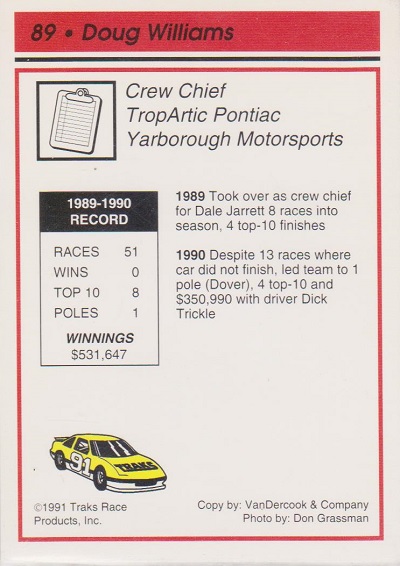 89 • Doug Williams
Crew Chief
TropArtic Pontiac
Yarborough Motorsports
1989-1990
RECORD
RACES 51
WINS 0
TOP 10 8
POLES 1
WINNINGS
$531,647
1989 Took over as crew chief
for Dale Jarrett 8 races into
season, 4 top-10 finishes
1990 Despite 13 races where
car did not finish, led team to 1
pole (Dover), 4 top-10 and
$350,990 with driver Dick
Trickle
91
TRAKS
©1991 Traks Race
Products, Inc.
Copy by: VanDercook & Company
Photo by: Don Grassman